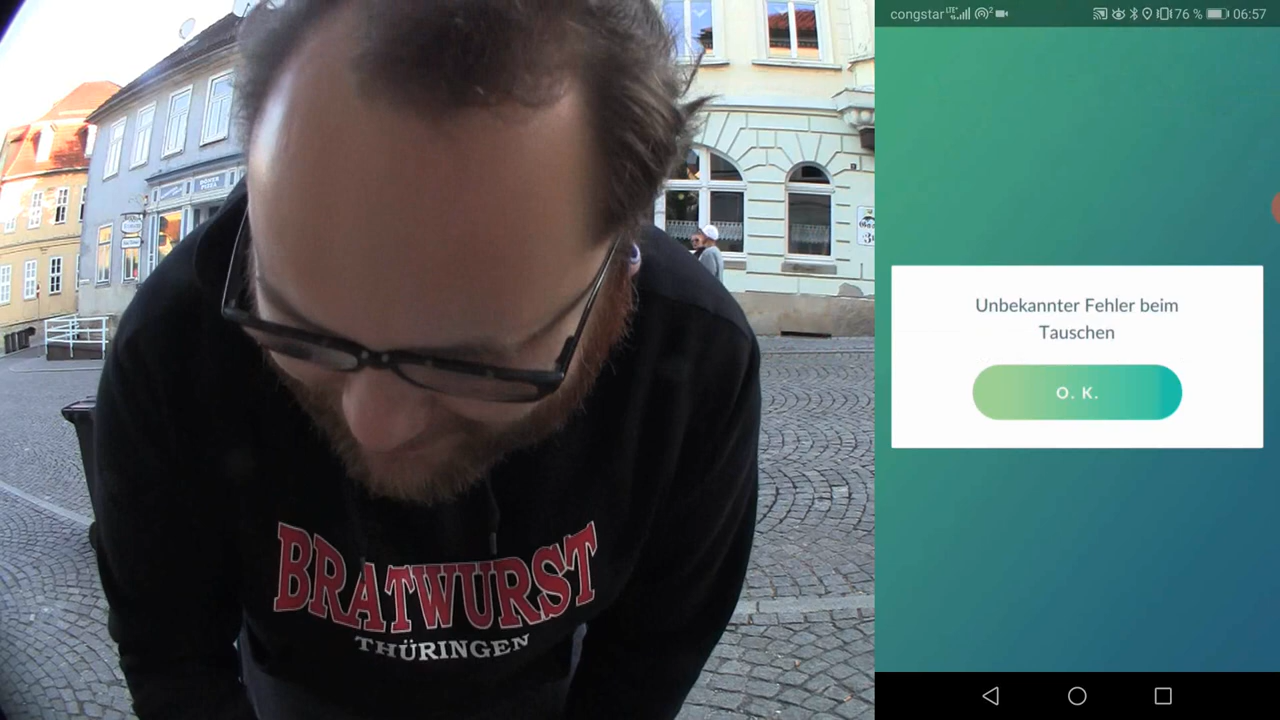 BRATWURST
THÜRINGEN
DÖNER
PIZZA
congstar
76 %
06:57
Unbekannter Fehler beim
Tauschen
O. K.